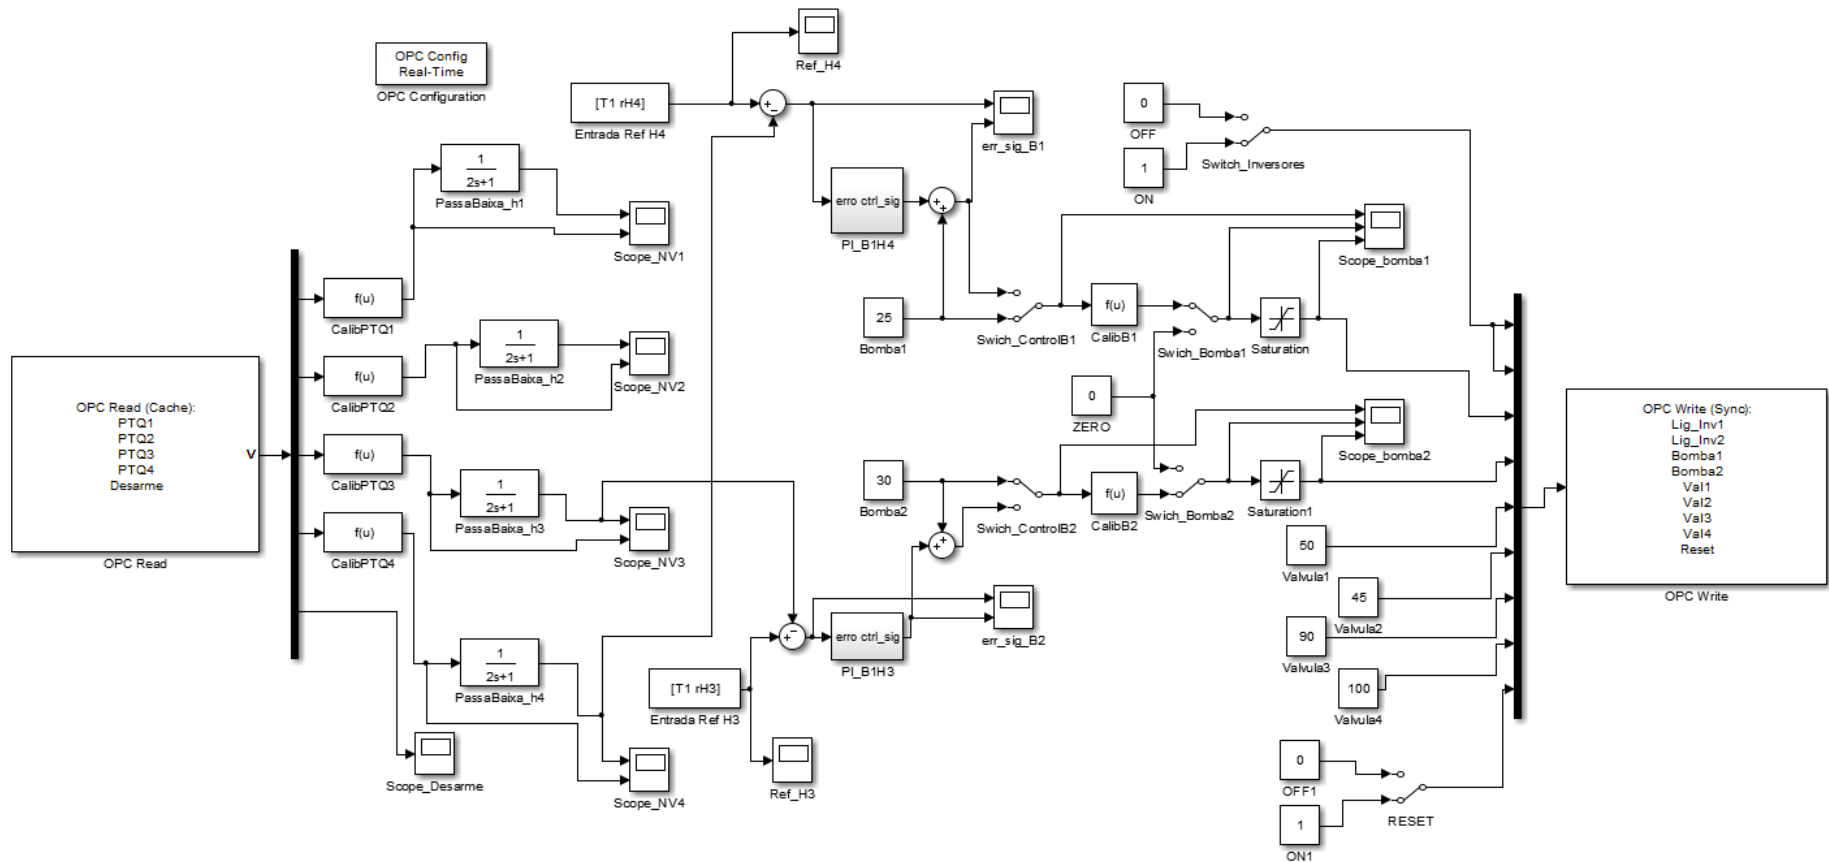 OPC Config
Real-Time
OPC Configuration
Ref_H4
[T1 rH4]
Entrada Ref H4
+
−
err_sig_B1
erro ctrl_sig
PI_B1H4
+
+
0
OFF
1
ON
Switch_Inversores
1
2s+1
PassaBaixa_h1
Scope_NV1
f(u)
CalibPTQ1
1
2s+1
PassaBaixa_h2
Scope_NV2
f(u)
CalibPTQ2
OPC Read (Cache):
PTQ1
PTQ2
PTQ3
PTQ4
Desarme
V
OPC Read
f(u)
CalibPTQ3
1
2s+1
PassaBaixa_h3
Scope_NV3
f(u)
CalibPTQ4
1
2s+1
PassaBaixa_h4
Scope_Desarme
Scope_NV4
25
Bomba1
Swich_ControlB1
f(u)
CalibB1
Swich_Bomba1
Saturation
Scope_bomba1
0
ZERO
30
Bomba2
Swich_ControlB2
f(u)
CalibB2
Swich_Bomba2
Saturation1
Scope_bomba2
+
+
+
−
erro ctrl_sig
PI_B1H3
err_sig_B2
[T1 rH3]
Entrada Ref H3
Ref_H3
50
Valvula1
45
Valvula2
90
Valvula3
100
Valvula4
0
OFF1
1
ON1
RESET
OPC Write (Sync):
Lig_Inv1
Lig_Inv2
Bomba1
Bomba2
Val1
Val2
Val3
Val4
Reset
OPC Write